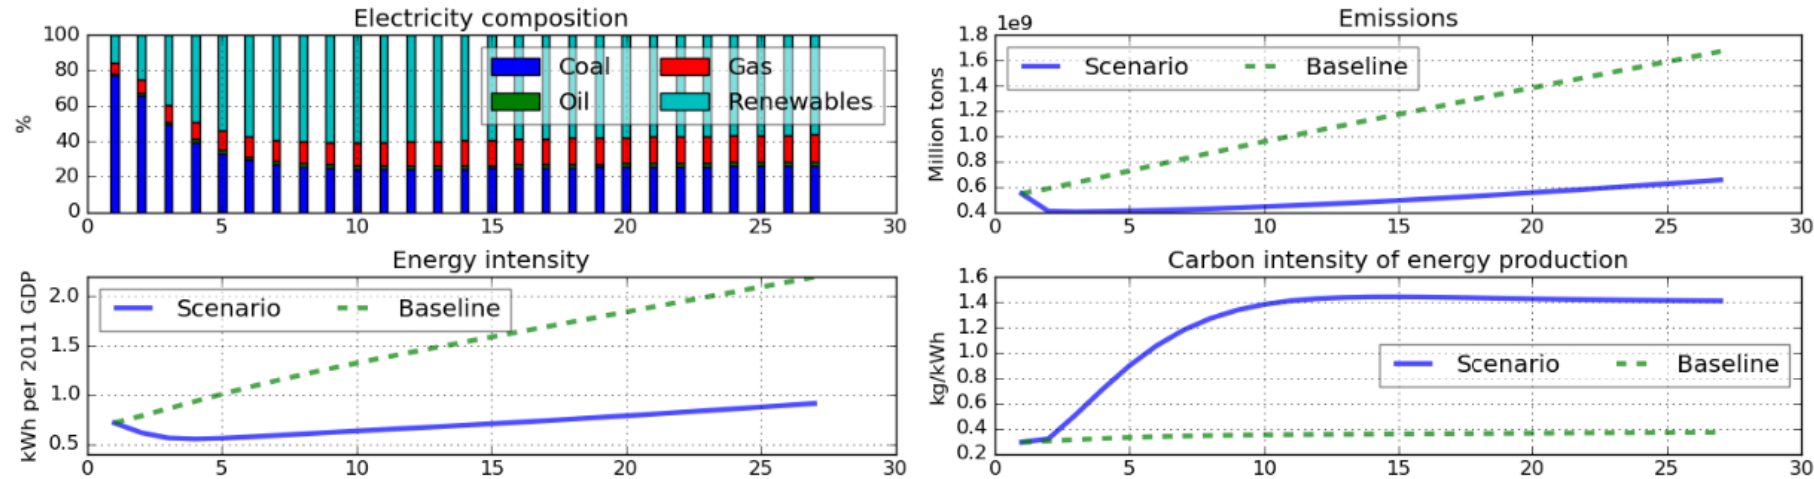 Electricity composition
100
80
60
40
20
0
%
Coal
Gas
Oil
Renewables
0 5 10 15 20 25 30
Emissions
1e9
1.8
1.6
1.4
1.2
1.0
0.8
0.6
0.4
Million tons
Scenario
Baseline
0 5 10 15 20 25 30
Energy intensity
2.0
1.5
1.0
0.5
kWh per 2011 GDP
Scenario
Baseline
0 5 10 15 20 25 30
Carbon intensity of energy production
1.6
1.4
1.2
1.0
0.8
0.6
0.4
0.2
kg/kWh
Scenario
Baseline
0 5 10 15 20 25 30